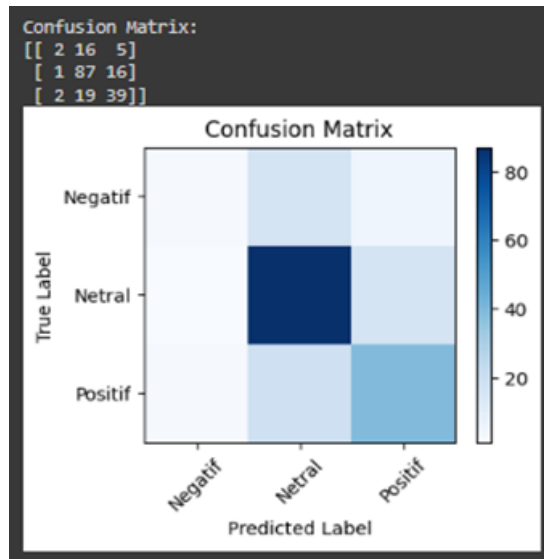 Confusion Matrix:
[[ 2 16  5]
 [ 1 87 16]
 [ 2 19 39]]
Confusion Matrix
Negatif
Netral
Positif
True Label
80
60
40
20
Negatif
Netral
Positif
Predicted Label